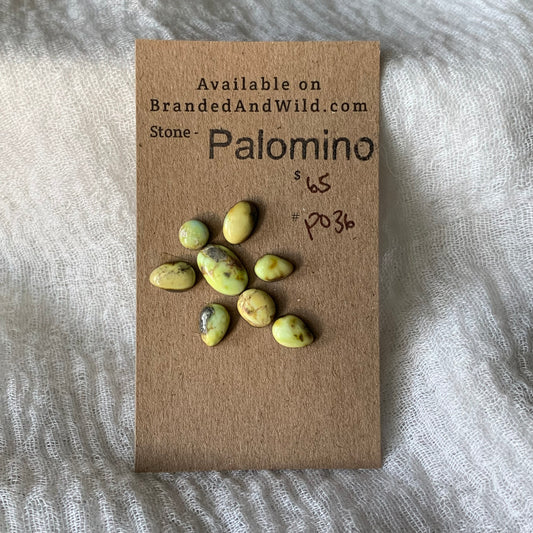 Available on
BrandedAndWild.com
Stone - Palomino
$ 65
# P036